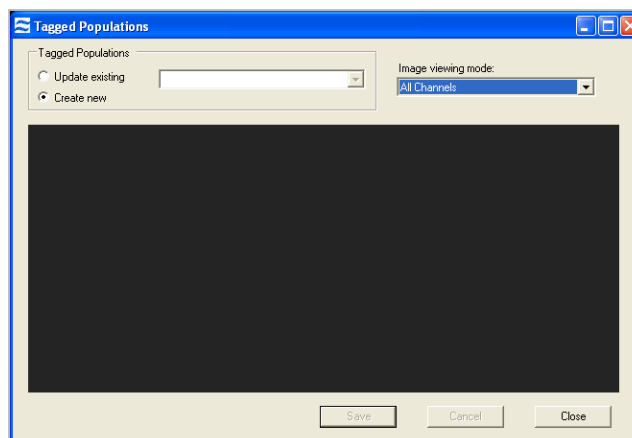 Tagged Populations
Tagged Populations
Update existing
Create new
Image viewing mode:
All Channels
Save
Cancel
Close